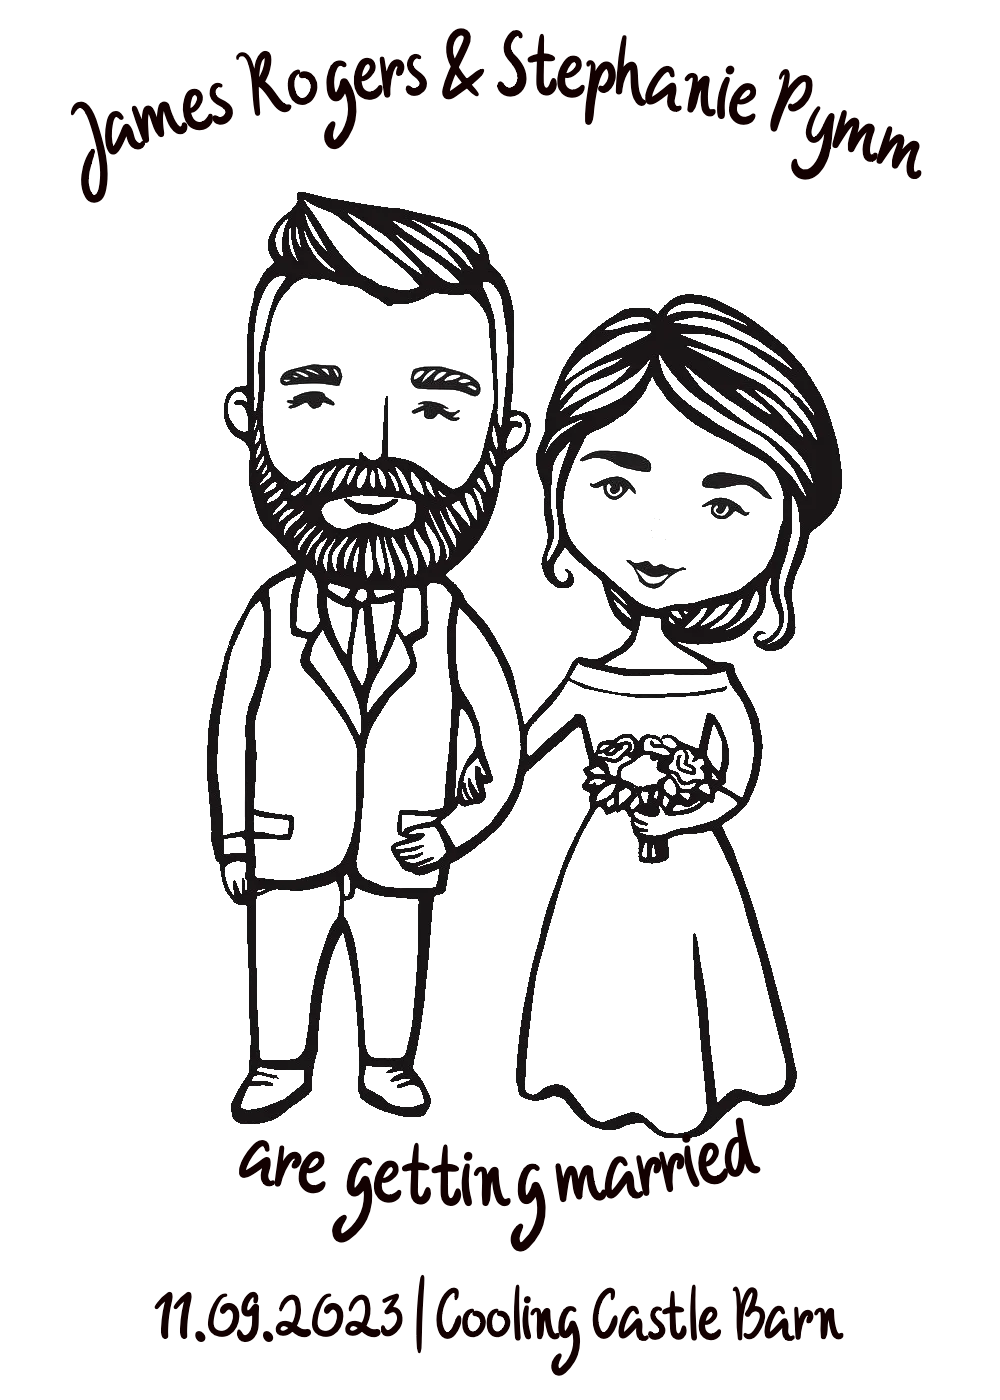 James Rogers & Stephanie Pymm
are getting married
11.09.2023 | Cooling Castle Barn